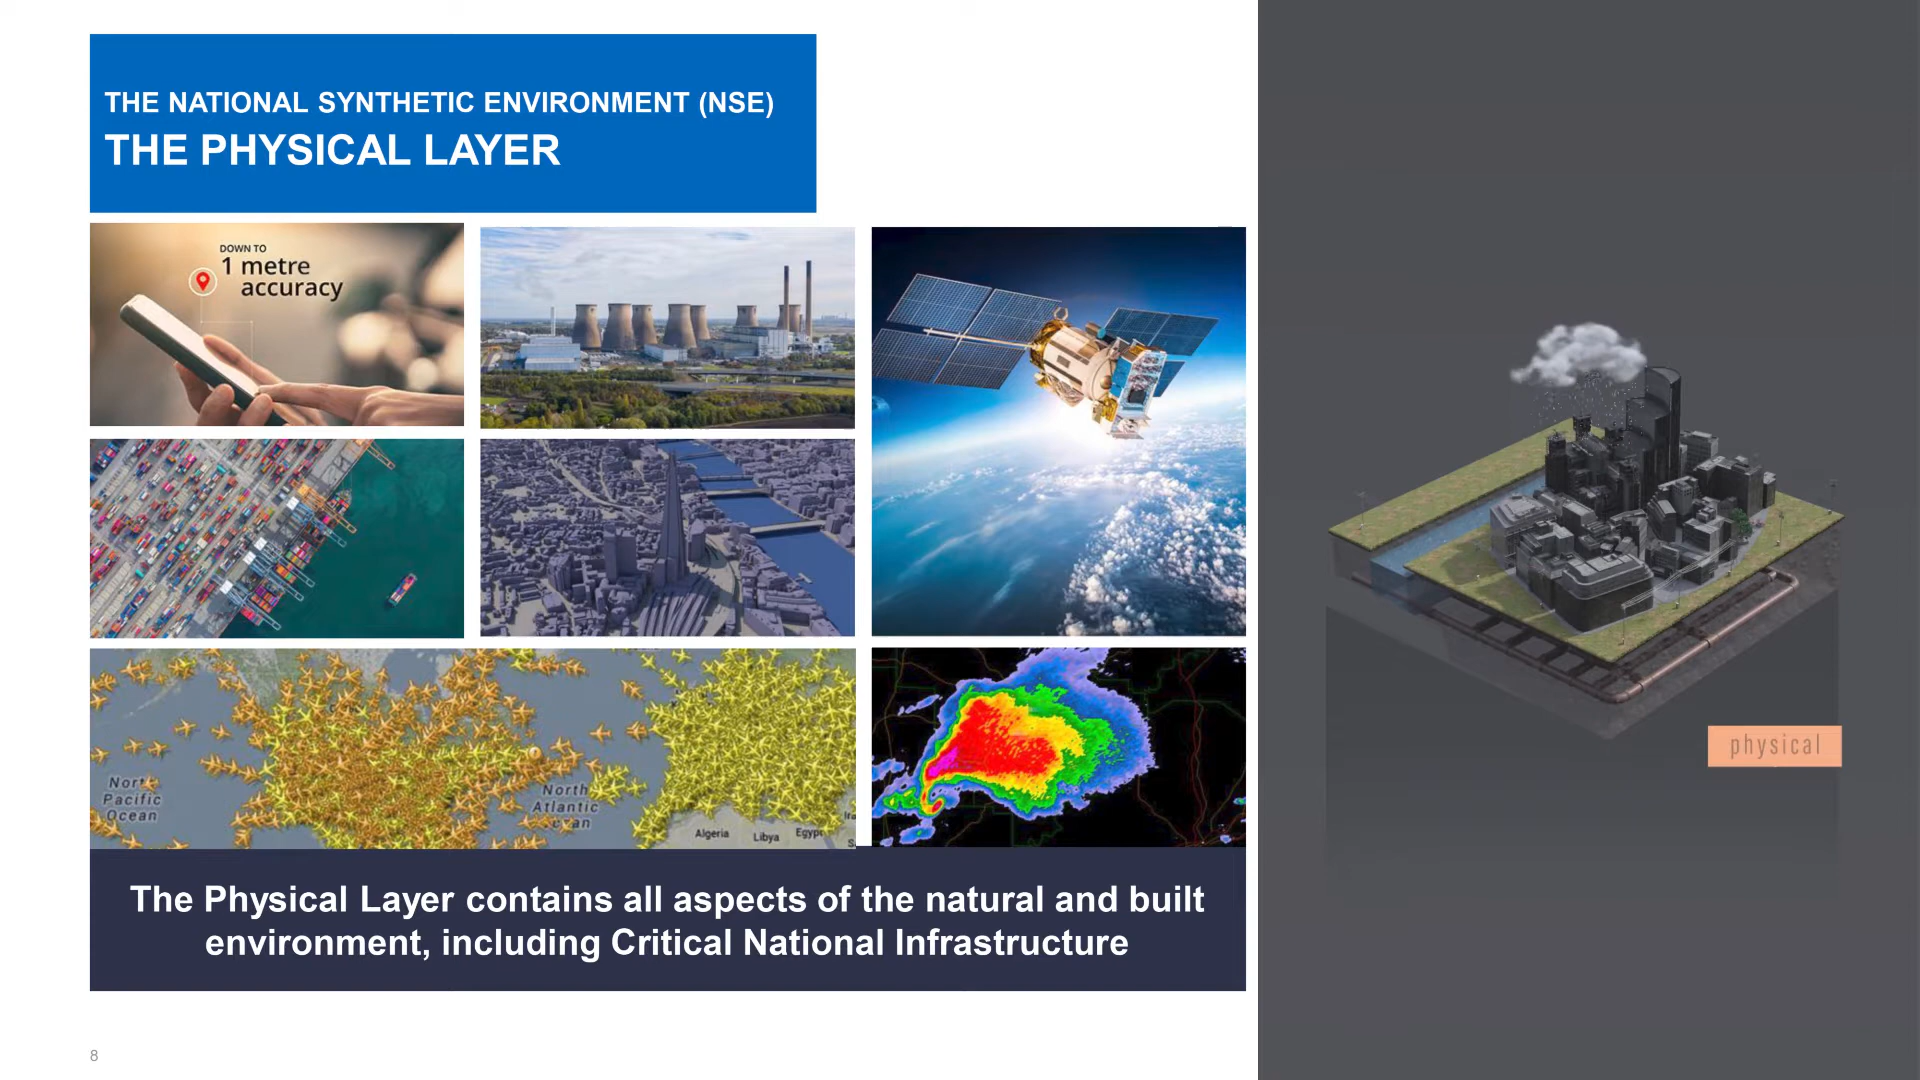 THE NATIONAL SYNTHETIC ENVIRONMENT (NSE)
THE PHYSICAL LAYER
DOWN TO
1 metre
accuracy
North
Pacific
Ocean
North
Atlantic
Algeria
Libya
Egypt
physical
The Physical Layer contains all aspects of the natural and built
environment, including Critical National Infrastructure
8